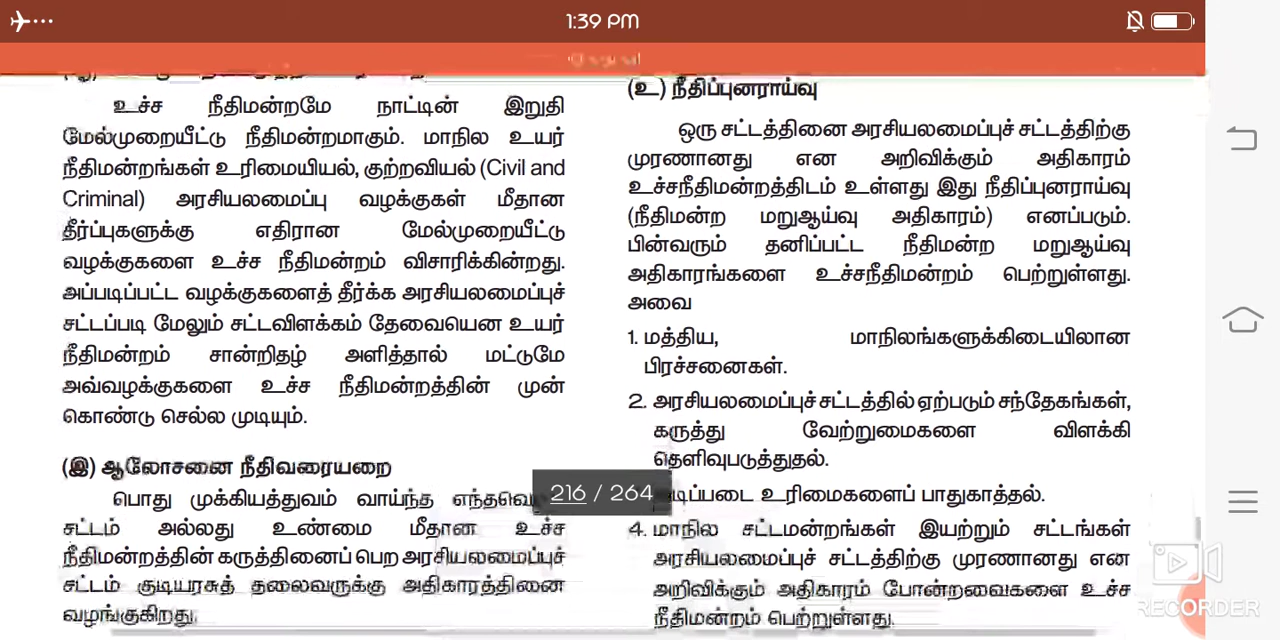 1:39 PM
உச்ச நீதிமன்றமே நாட்டின் இறுதி
மேல்முறையீட்டு நீதிமன்றமாகும். மாநில உயர்
நீதிமன்றங்கள் உரிமையியல், குற்றவியல் (Civil and
Criminal) அரசியலமைப்பு வழக்குகள் மீதான
தீர்ப்புகளுக்கு எதிரான மேல்முறையீட்டு
வழக்குகளை உச்ச நீதிமன்றம் விசாரிக்கின்றது.
அப்படிப்பட்ட வழக்குகளைத் தீர்க்க அரசியலமைப்புச்
சட்டப்படி மேலும் சட்டவிளக்கம் தேவையென உயர்
நீதிமன்றம் சான்றிதழ் அளித்தால் மட்டுமே
அவ்வழக்குகளை உச்ச நீதிமன்றத்தின் முன்
கொண்டு செல்ல முடியும்.
(இ) ஆலோசனை நீதிவரையறை
பொது முக்கியத்துவம் வாய்ந்த
சட்டம் அல்லது உண்மை மீதான உச்ச
நீதிமன்றத்தின் கருத்தினைப் பெற அரசியலமைப்புச்
சட்டம் குடியரசுத் தலைவருக்கு அதிகாரத்தினை
வழங்குகிறது.
(உ) நீதிப்புனராய்வு
ஒரு சட்டத்தினை அரசியலமைப்புச் சட்டத்திற்கு
முரணானது என அறிவிக்கும் அதிகாரம்
உச்சநீதிமன்றத்திடம் உள்ளது இது நீதிப்புனராய்வு
(நீதிமன்ற மறுஆய்வு அதிகாரம்) எனப்படும்.
பின்வரும் தனிப்பட்ட நீதிமன்ற மறுஆய்வு
அதிகாரங்களை உச்சநீதிமன்றம் பெற்றுள்ளது.
அவை
1. மத்திய, மாநிலங்களுக்கிடையிலான
பிரச்சனைகள்.
2. அரசியலமைப்புச் சட்டத்தில் ஏற்படும் சந்தேகங்கள்,
கருத்து வேற்றுமைகளை விளக்கி
தெளிவுபடுத்துதல்.
உரிமைகளைப் பாதுகாத்தல்.
4. மாநில சட்டமன்றங்கள் இயற்றும் சட்டங்கள்
அரசியலமைப்புச் சட்டத்திற்கு முரணானது என
அறிவிக்கும் அதிகாரம் போன்றவைகளை உச்ச
நீதிமன்றம் பெற்றுள்ளது.
216 / 264
RECORDER